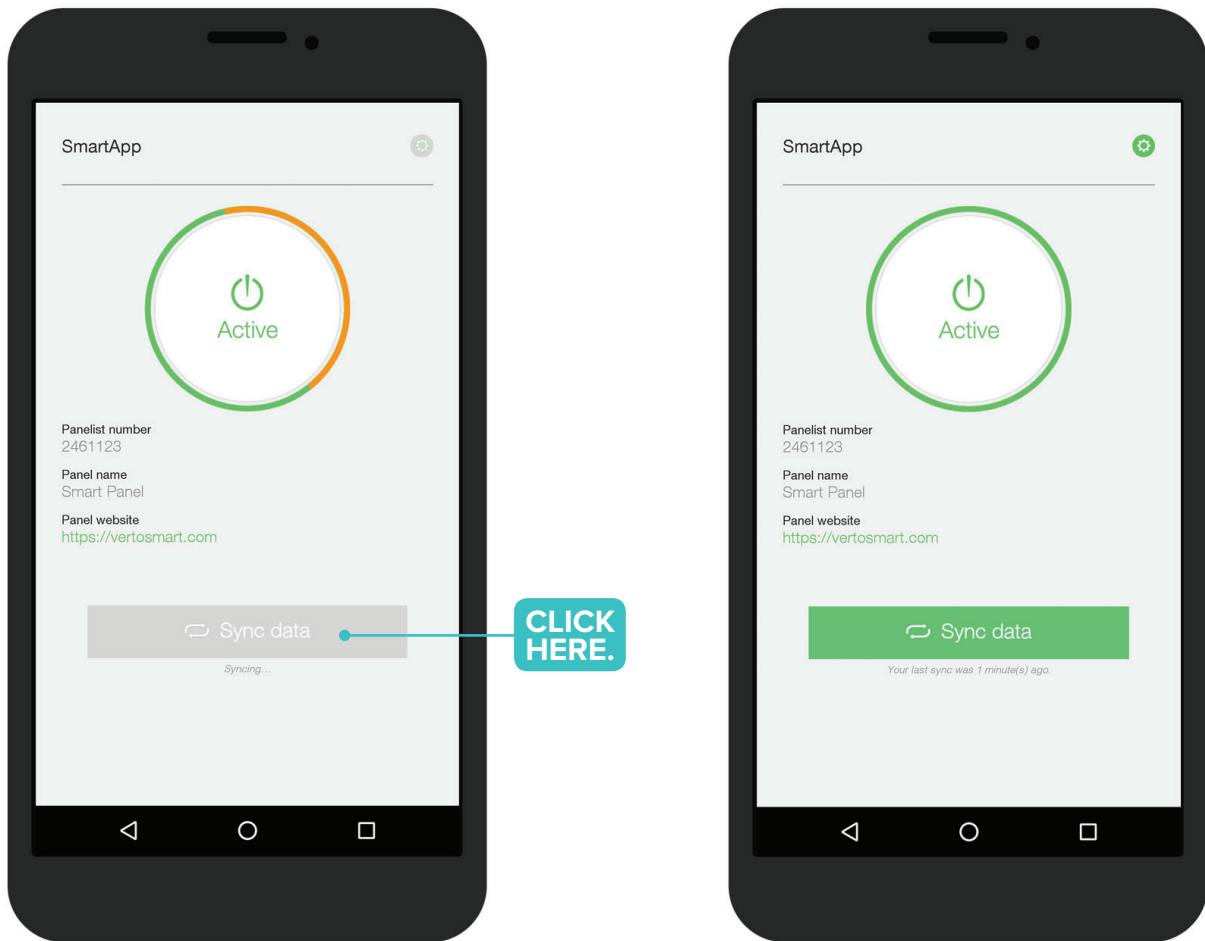 SmartApp
Active
Panelist number
2461123
Panel name
Smart Panel
Panel website
https://vertosmart.com
Sync data
Syncing...
CLICK
HERE.
SmartApp
Active
Panelist number
2461123
Panel name
Smart Panel
Panel website
https://vertosmart.com
Sync data
Your last sync was 1 minute(s) ago.